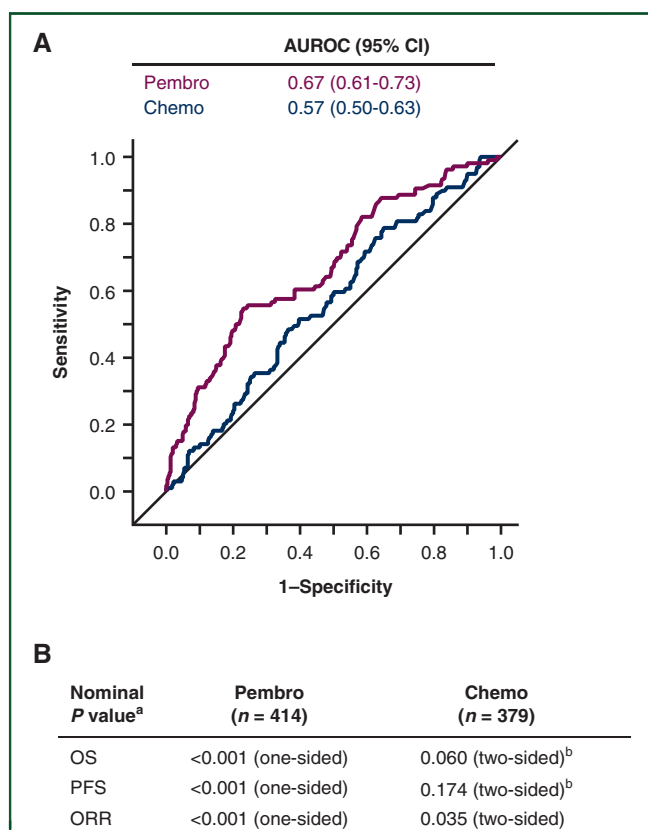 A
AUROC (95% CI)
Pembro 0.67 (0.61-0.73)
Chemo 0.57 (0.50-0.63)
1.0
0.8
0.6
0.4
0.2
0.0
Sensitivity
0.0 0.2 0.4 0.6 0.8 1.0
1–Specificity
B
Nominal P valueᵃ Pembro (n = 414) Chemo (n = 379)
OS <0.001 (one-sided) 0.060 (two-sided)ᵇ
PFS <0.001 (one-sided) 0.174 (two-sided)ᵇ
ORR <0.001 (one-sided) 0.035 (two-sided)